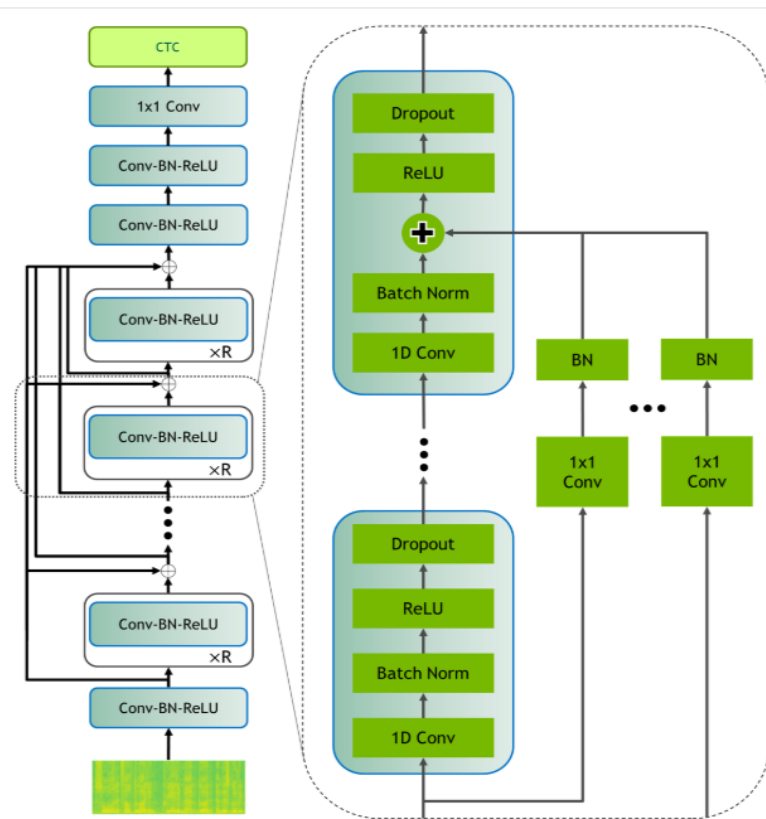 CTC
1x1 Conv
Conv-BN-ReLU
Conv-BN-ReLU
Conv-BN-ReLU
×R
Conv-BN-ReLU
×R
Conv-BN-ReLU
×R
Conv-BN-ReLU
Dropout
ReLU
Batch Norm
1D Conv
Dropout
ReLU
Batch Norm
1D Conv
BN
1x1
Conv
BN
1x1
Conv